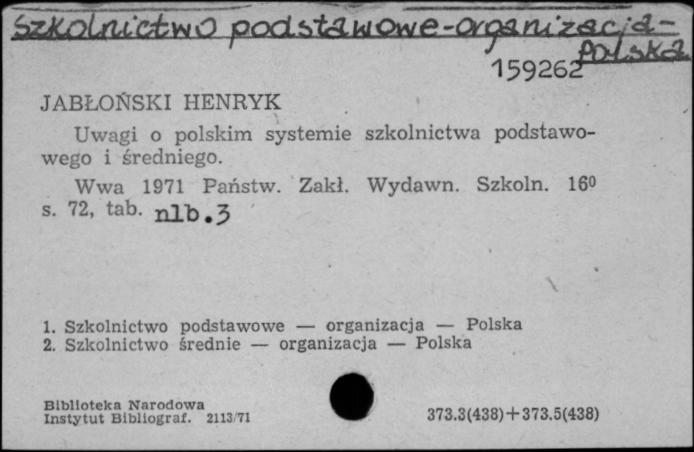 Szkolnictwo podstawowe-organizacja-
Polska
159262
JABŁOŃSKI HENRYK
Uwagi o polskim systemie szkolnictwa podstawo-
wego i średniego.
Wwa 1971 Państw. Zakł. Wydawn. Szkoln. 16⁰
s. 72, tab. nlb.3
1. Szkolnictwo podstawowe — organizacja — Polska
2. Szkolnictwo średnie — organizacja — Polska
Biblioteka Narodowa
Instytut Bibliograf. 2113/71
373.3(438)+373.5(438)